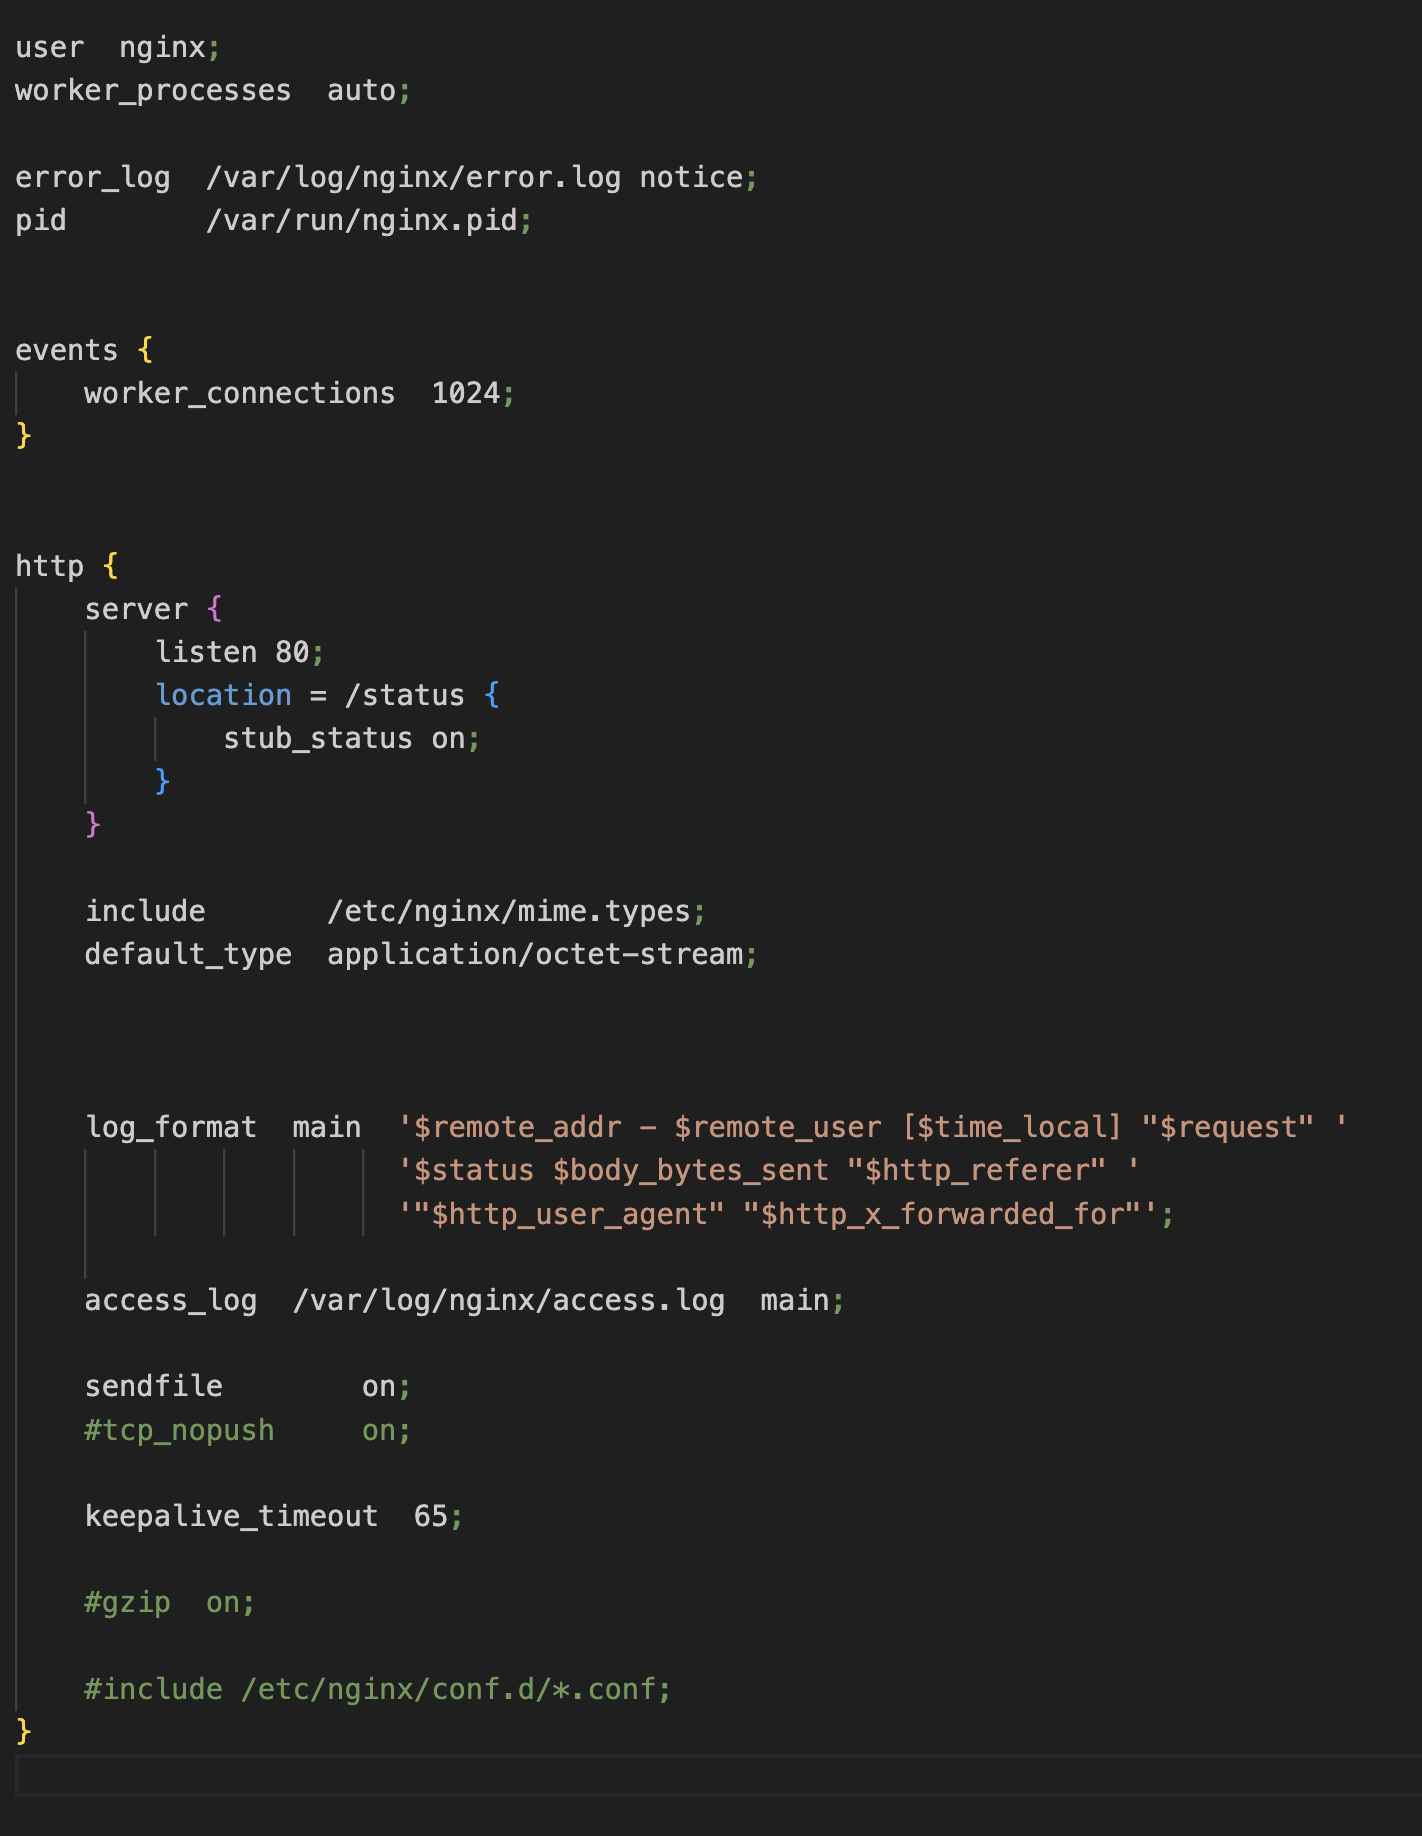 user  nginx;
worker_processes  auto;
error_log  /var/log/nginx/error.log notice;
pid        /var/run/nginx.pid;
events {
    worker_connections  1024;
}
http {
    server {
        listen 80;
        location = /status {
            stub_status on;
        }
    }
    include       /etc/nginx/mime.types;
    default_type  application/octet-stream;
    log_format  main  '$remote_addr - $remote_user [$time_local] "$request" '
                      '$status $body_bytes_sent "$http_referer" '
                      '"$http_user_agent" "$http_x_forwarded_for"';
    access_log  /var/log/nginx/access.log  main;
    sendfile        on;
    #tcp_nopush     on;
    keepalive_timeout  65;
    #gzip  on;
    #include /etc/nginx/conf.d/*.conf;
}